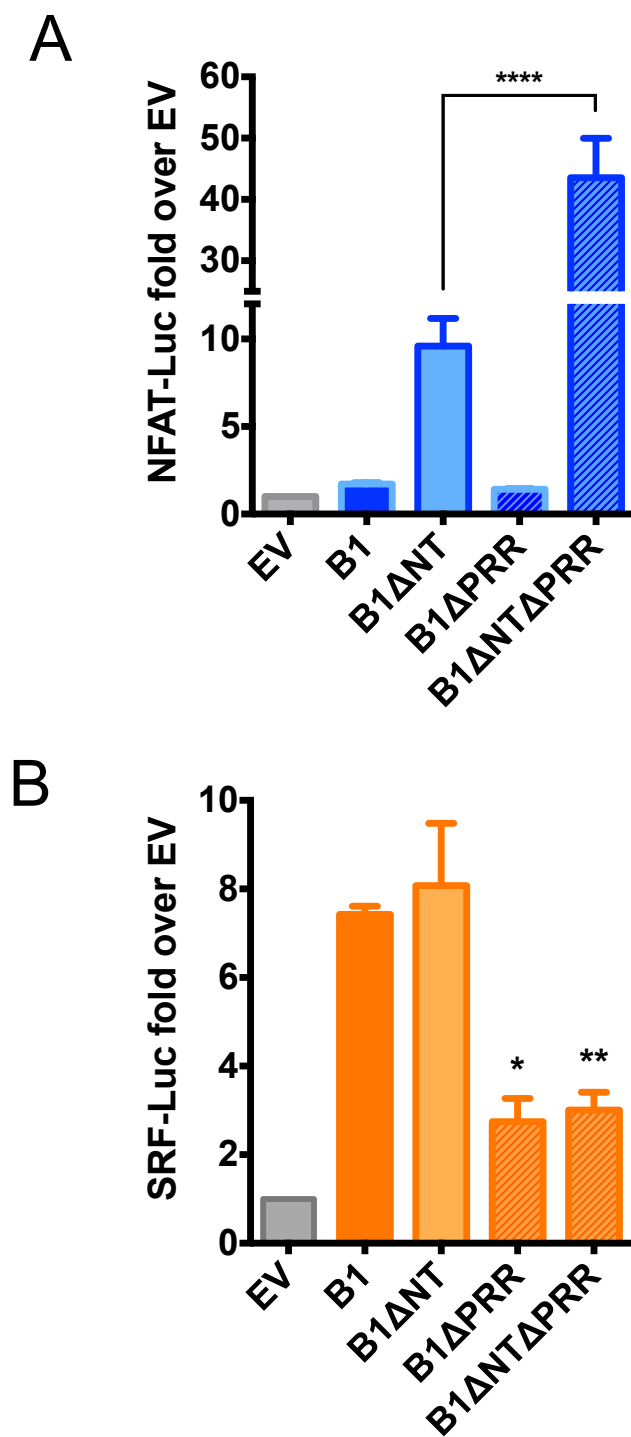 A
NFAT-Luc fold over EV
60
50
40
30
10
5
0
****
EV
B1
B1ΔNT
B1ΔPRR
B1ΔNTΔPRR
B
SRF-Luc fold over EV
10
8
6
4
2
0
*
**
EV
B1
B1ΔNT
B1ΔPRR
B1ΔNTΔPRR